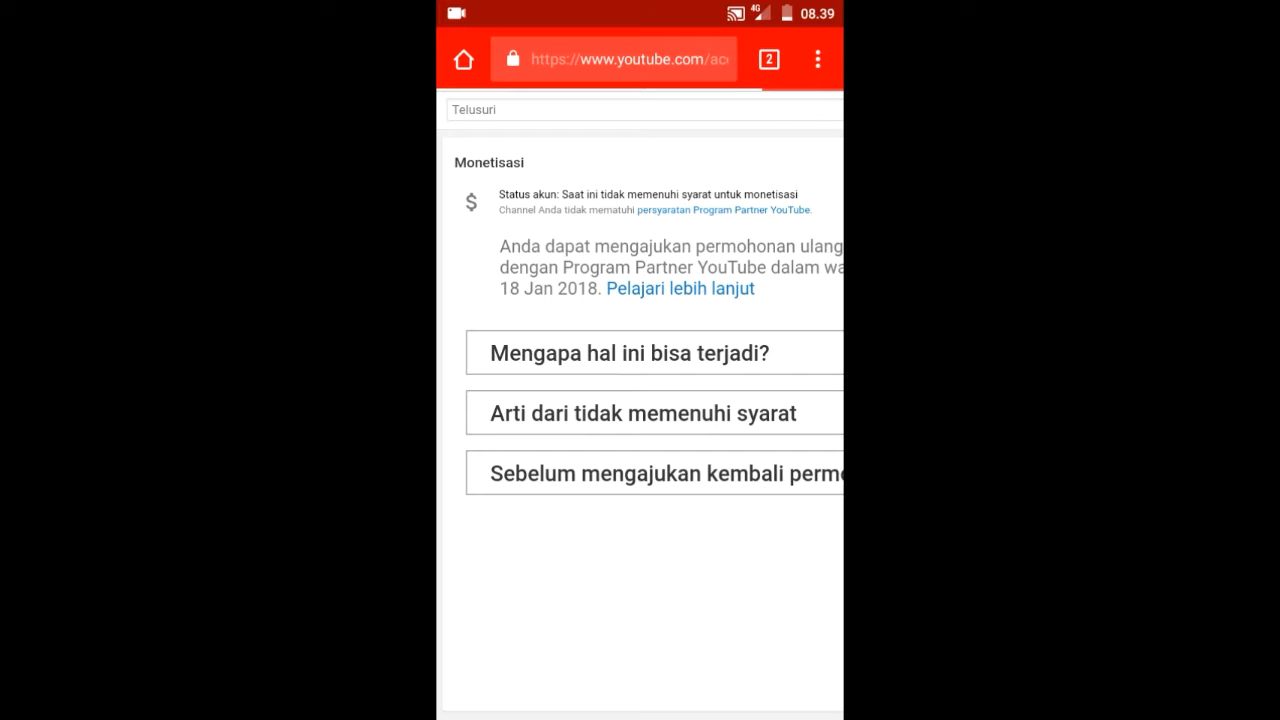 4G 08.39
https://www.youtube.com/ac 2
Telusuri
Monetisasi
$ Status akun: Saat ini tidak memenuhi syarat untuk monetisasi
Channel Anda tidak mematuhi persyaratan Program Partner YouTube.
Anda dapat mengajukan permohonan ulang
dengan Program Partner YouTube dalam wa
18 Jan 2018. Pelajari lebih lanjut
Mengapa hal ini bisa terjadi?
Arti dari tidak memenuhi syarat
Sebelum mengajukan kembali perm